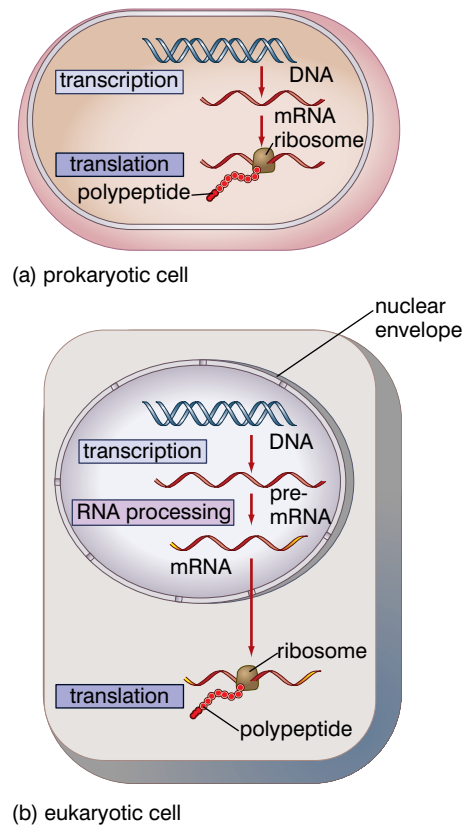 DNA
transcription
mRNA
ribosome
translation
polypeptide
(a) prokaryotic cell
nuclear
envelope
DNA
transcription
pre-
mRNA
RNA processing
mRNA
ribosome
translation
polypeptide
(b) eukaryotic cell